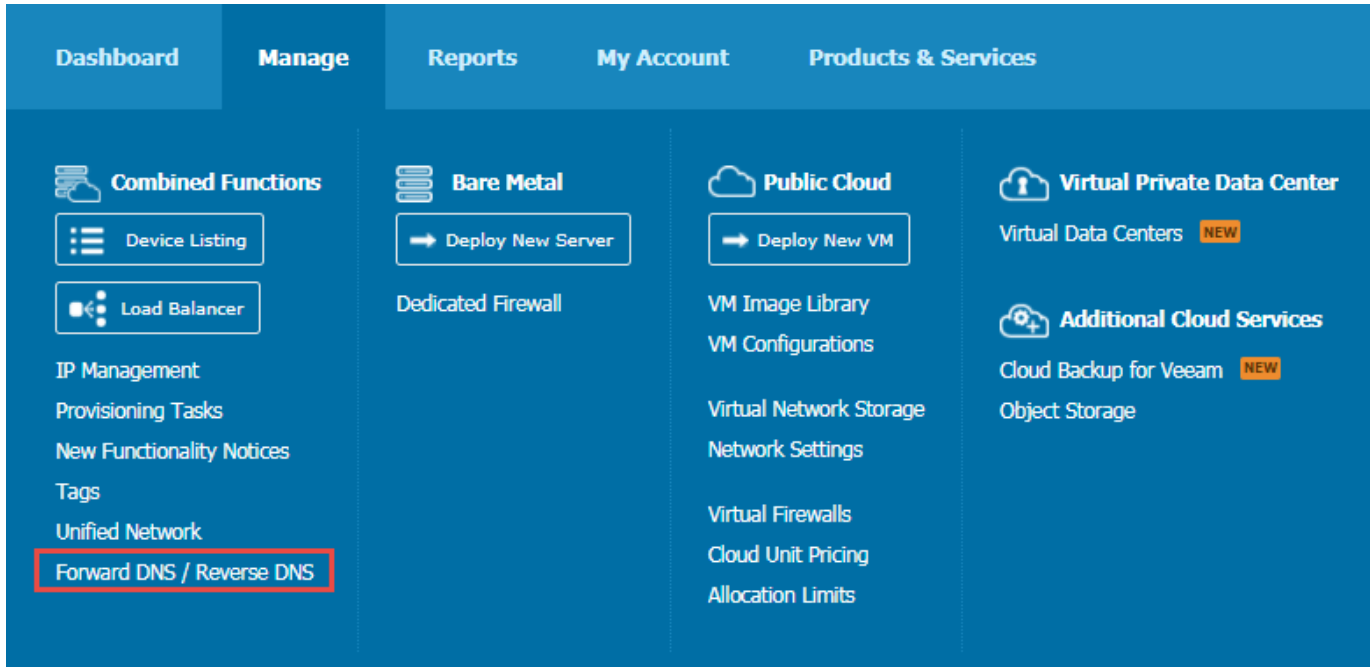 Dashboard
Manage
Reports
My Account
Products & Services
Combined Functions
Device Listing
Load Balancer
IP Management
Provisioning Tasks
New Functionality Notices
Tags
Unified Network
Forward DNS / Reverse DNS
Bare Metal
Deploy New Server
Dedicated Firewall
Public Cloud
Deploy New VM
VM Image Library
VM Configurations
Virtual Network Storage
Network Settings
Virtual Firewalls
Cloud Unit Pricing
Allocation Limits
Virtual Private Data Center
Virtual Data Centers NEW
Additional Cloud Services
Cloud Backup for Veeam NEW
Object Storage